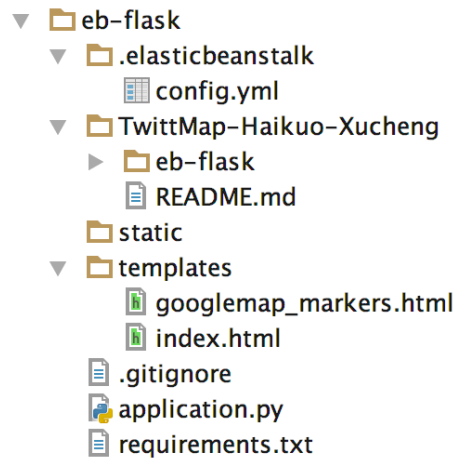 eb-flask
.elasticbeanstalk
config.yml
TwittMap-Haikuo-Xucheng
eb-flask
README.md
static
templates
googlemap_markers.html
index.html
.gitignore
application.py
requirements.txt